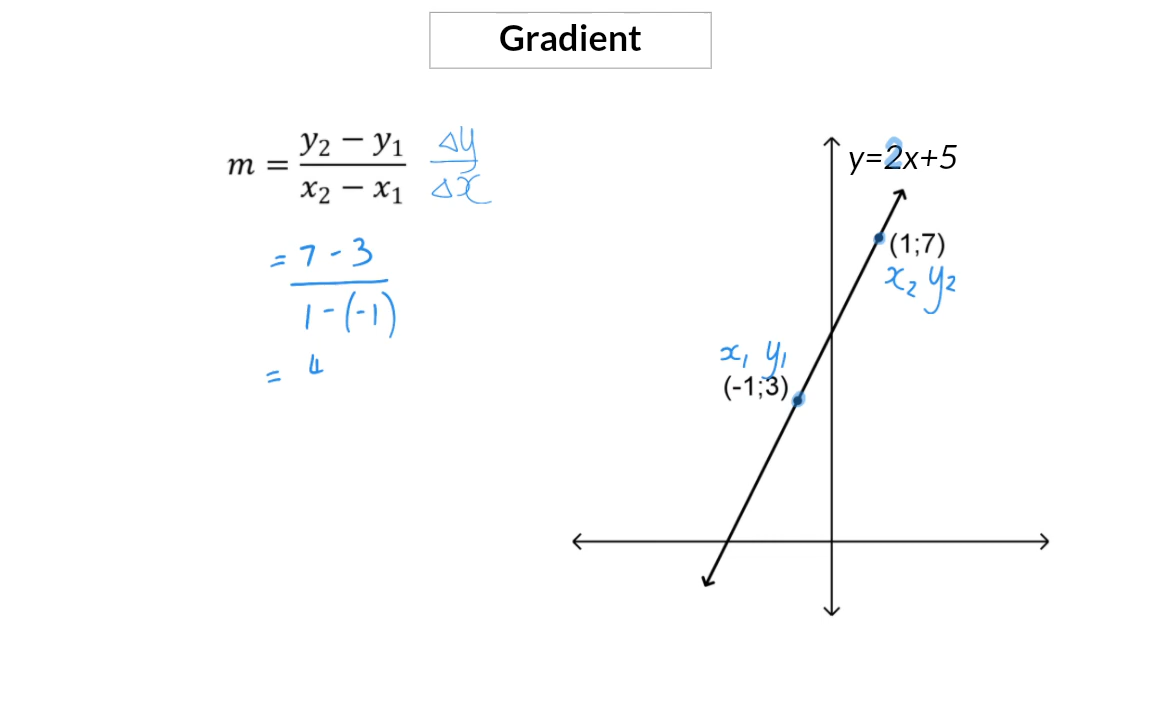 Gradient
m = y₂ − y₁ / x₂ − x₁ Δy / Δx
= 7 - 3 / 1 - (-1)
= 4
y=2x+5
(1;7)
x₂ y₂
x₁ y₁
(-1;3)